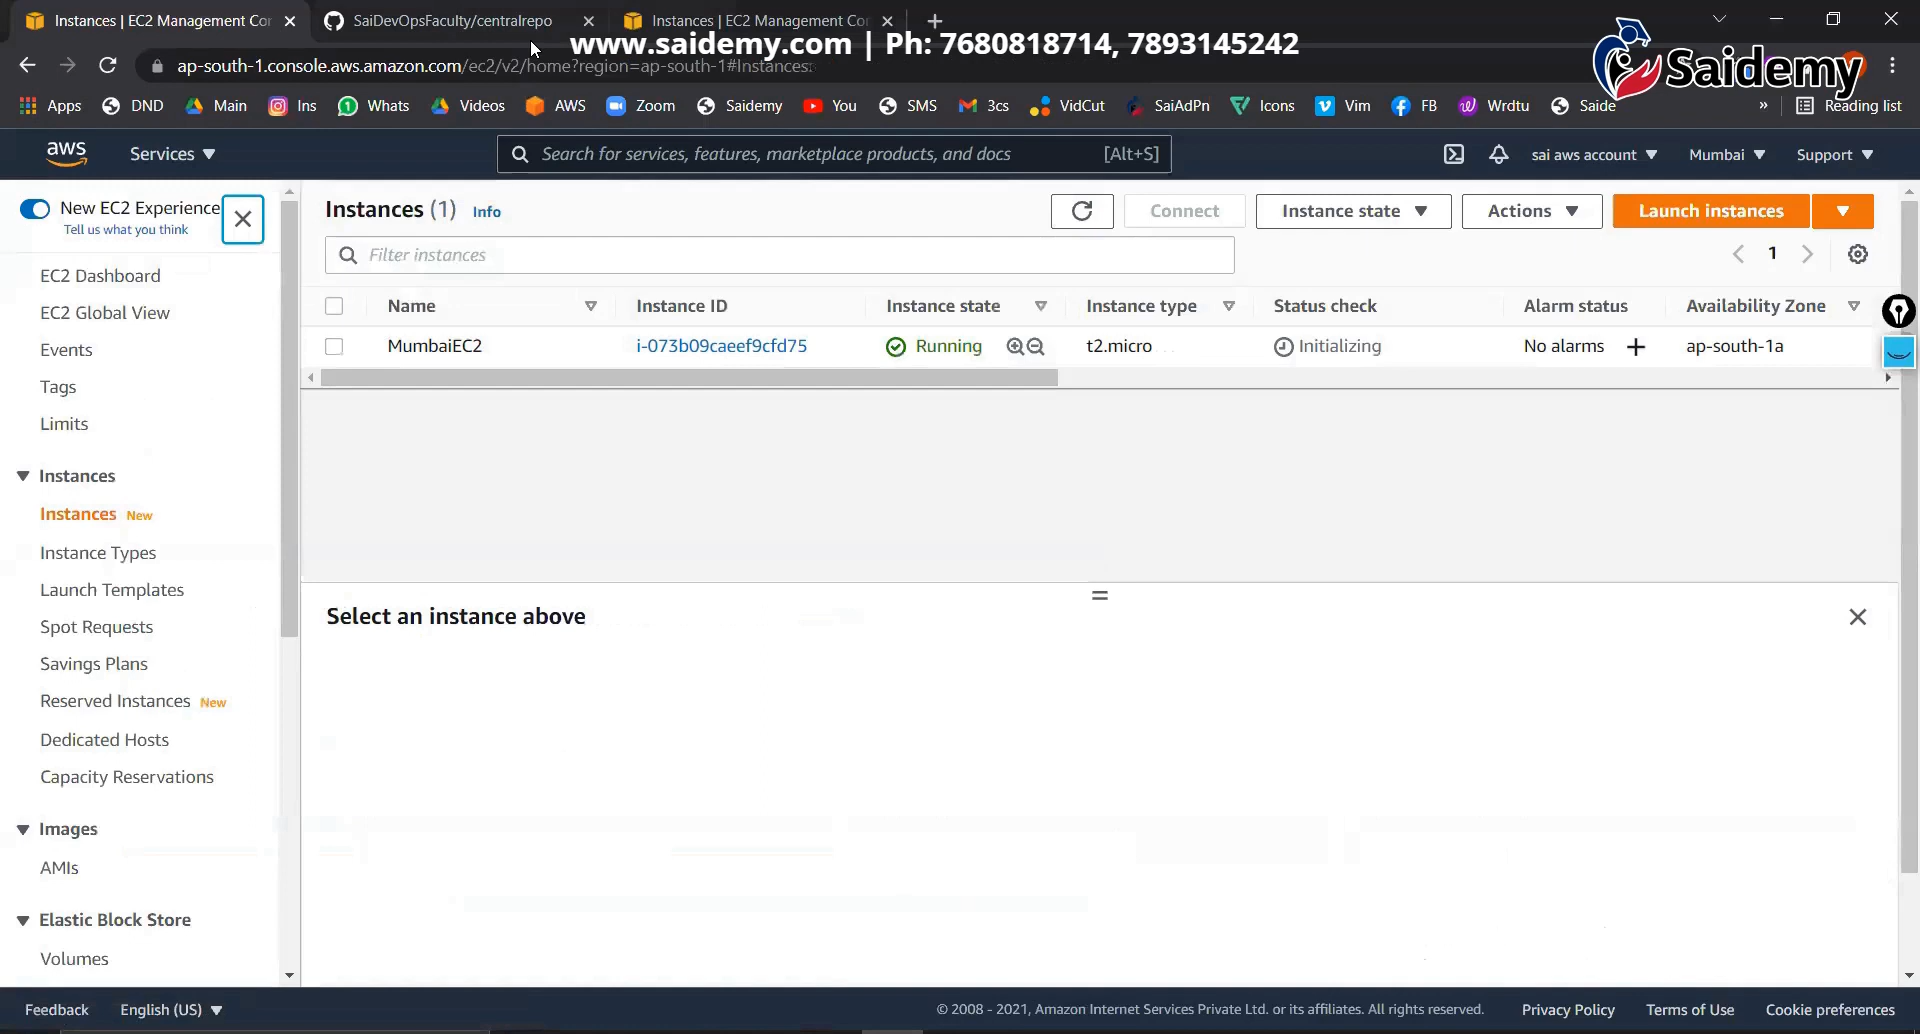 Instances | EC2 Management Cor
SaiDevOpsFaculty/centralrepo
Instances | EC2 Management Cor
www.saidemy.com | Ph: 7680818714, 7893145242
Saidemy
ap-south-1.console.aws.amazon.com/ec2/v2/home?region=ap-south-1#Instances:
Apps DND Main Ins Whats Videos AWS Zoom Saidemy You SMS 3cs VidCut SaiAdPn Icons Vim FB Wrdtu Saide » Reading list
aws Services Search for services, features, marketplace products, and docs [Alt+S] sai aws account Mumbai Support
New EC2 Experience
Tell us what you think
EC2 Dashboard
EC2 Global View
Events
Tags
Limits
Instances
Instances New
Instance Types
Launch Templates
Spot Requests
Savings Plans
Reserved Instances New
Dedicated Hosts
Capacity Reservations
Images
AMIs
Elastic Block Store
Volumes
Instances (1) Info Connect Instance state Actions Launch instances
Filter instances 1
Name Instance ID Instance state Instance type Status check Alarm status Availability Zone
MumbaiEC2 i-073b09caeef9cfd75 Running t2.micro Initializing No alarms + ap-south-1a
Select an instance above
Feedback English (US) © 2008 - 2021, Amazon Internet Services Private Ltd. or its affiliates. All rights reserved. Privacy Policy Terms of Use Cookie preferences